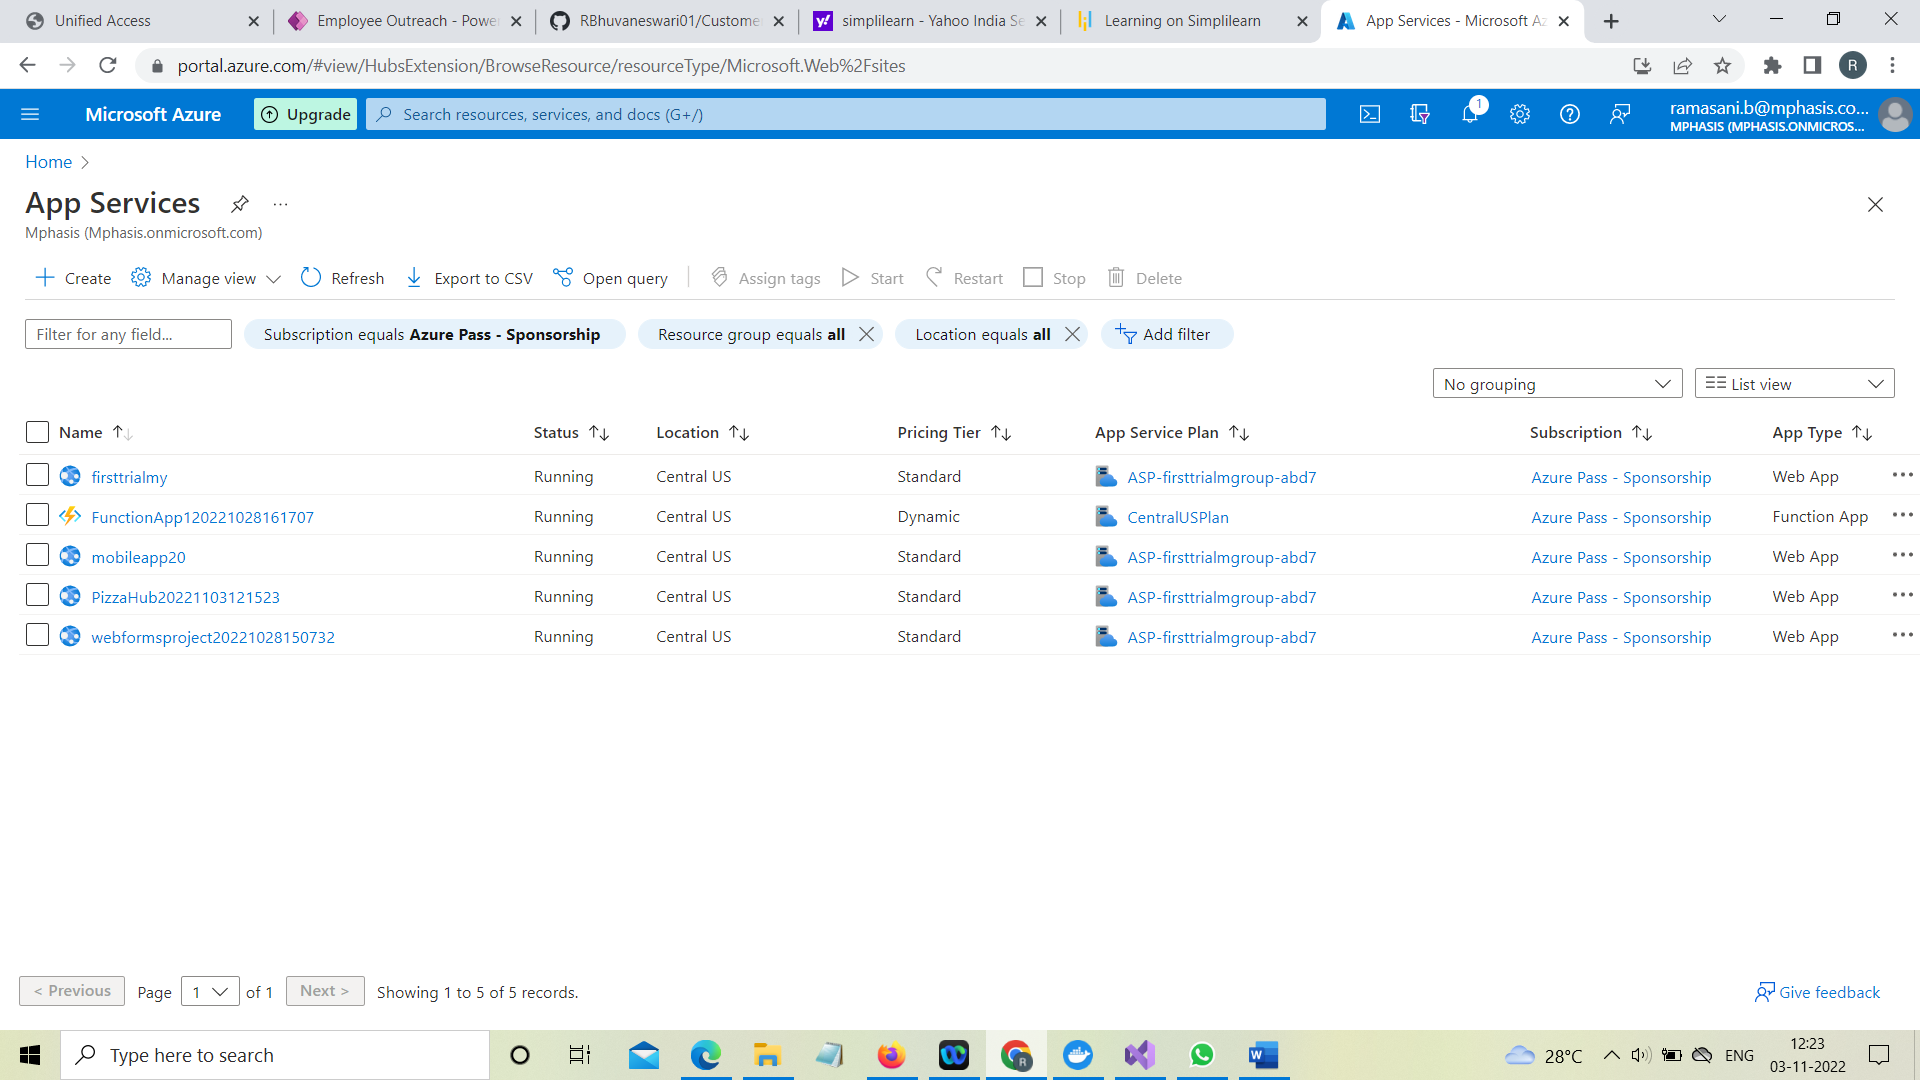 Unified Access
Employee Outreach - Power
RBhuvaneswari01/Custome
simplilearn - Yahoo India Se
Learning on Simplilearn
App Services - Microsoft Az
portal.azure.com/#view/HubsExtension/BrowseResource/resourceType/Microsoft.Web%2Fsites
R
Microsoft Azure
Upgrade
Search resources, services, and docs (G+/)
1
ramasani.b@mphasis.co...
MPHASIS (MPHASIS.ONMICROS...
Home
App Services
Mphasis (Mphasis.onmicrosoft.com)
Create Manage view Refresh Export to CSV Open query Assign tags Start Restart Stop Delete
Filter for any field... Subscription equals Azure Pass - Sponsorship Resource group equals all Location equals all Add filter
No grouping List view
Name Status Location Pricing Tier App Service Plan Subscription App Type
firsttrialmy Running Central US Standard ASP-firsttrialmgroup-abd7 Azure Pass - Sponsorship Web App
FunctionApp120221028161707 Running Central US Dynamic CentralUSPlan Azure Pass - Sponsorship Function App
mobileapp20 Running Central US Standard ASP-firsttrialmgroup-abd7 Azure Pass - Sponsorship Web App
PizzaHub20221103121523 Running Central US Standard ASP-firsttrialmgroup-abd7 Azure Pass - Sponsorship Web App
webformsproject20221028150732 Running Central US Standard ASP-firsttrialmgroup-abd7 Azure Pass - Sponsorship Web App
< Previous Page 1 of 1 Next > Showing 1 to 5 of 5 records. Give feedback
Type here to search
28°C ENG
12:23
03-11-2022